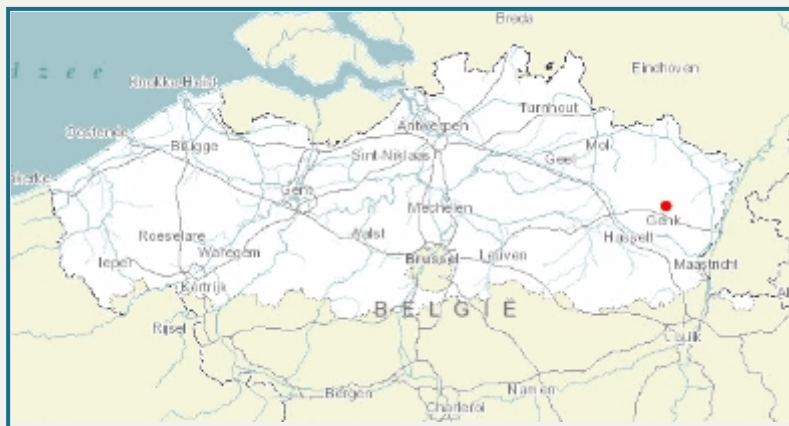 Breda
dzee
Eindhoven
Knokke-Heist
Turnhout
Oostende
Antwerpen
Brugge
Mol
Sint-Niklaas
Geel
Gent
Mechelen
Genk
Roeselare
Aalst
Hasselt
Waregem
Brussel
Leuven
Ieper
Maastricht
Kortrijk
BELGIË
Rijsel
Luik
Bergen
Namen
Charleroi